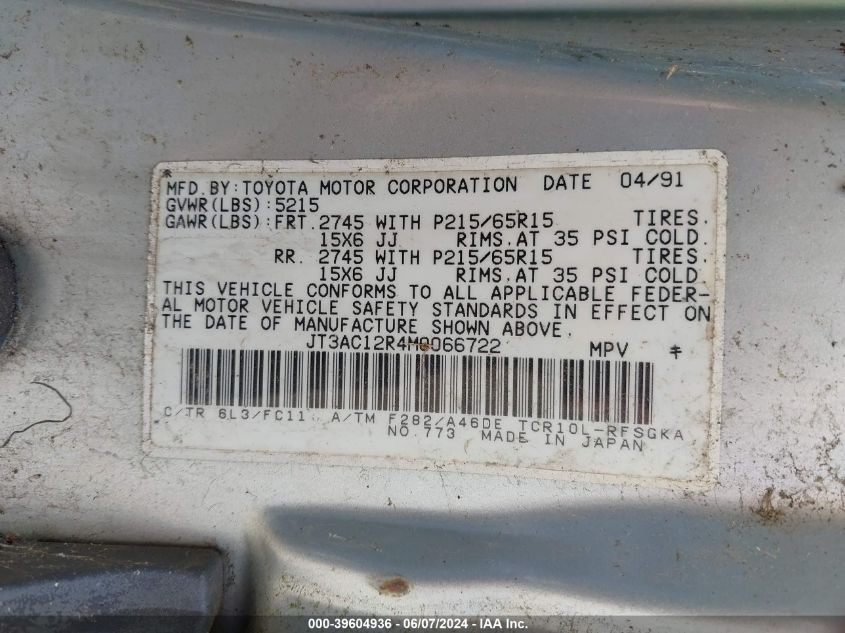 MFD.BY:TOYOTA MOTOR CORPORATION DATE 04/91
GVWR(LBS):5215
GAWR(LBS):FRT.2745 WITH P215/65R15 TIRES.
15X6 JJ RIMS.AT 35 PSI COLD.
RR. 2745 WITH P215/65R15 TIRES.
15X6 JJ RIMS.AT 35 PSI COLD.
THIS VEHICLE CONFORMS TO ALL APPLICABLE FEDER-
AL MOTOR VEHICLE SAFETY STANDARDS IN EFFECT ON
THE DATE OF MANUFACTURE SHOWN ABOVE.
JT3AC12R4M0066722 MPV
C/TR 6L3/FC11 A/TM F282/A46DE TCR10L-RFSGKA
NO.773 MADE IN JAPAN
000-39604936 - 06/07/2024 - IAA Inc.